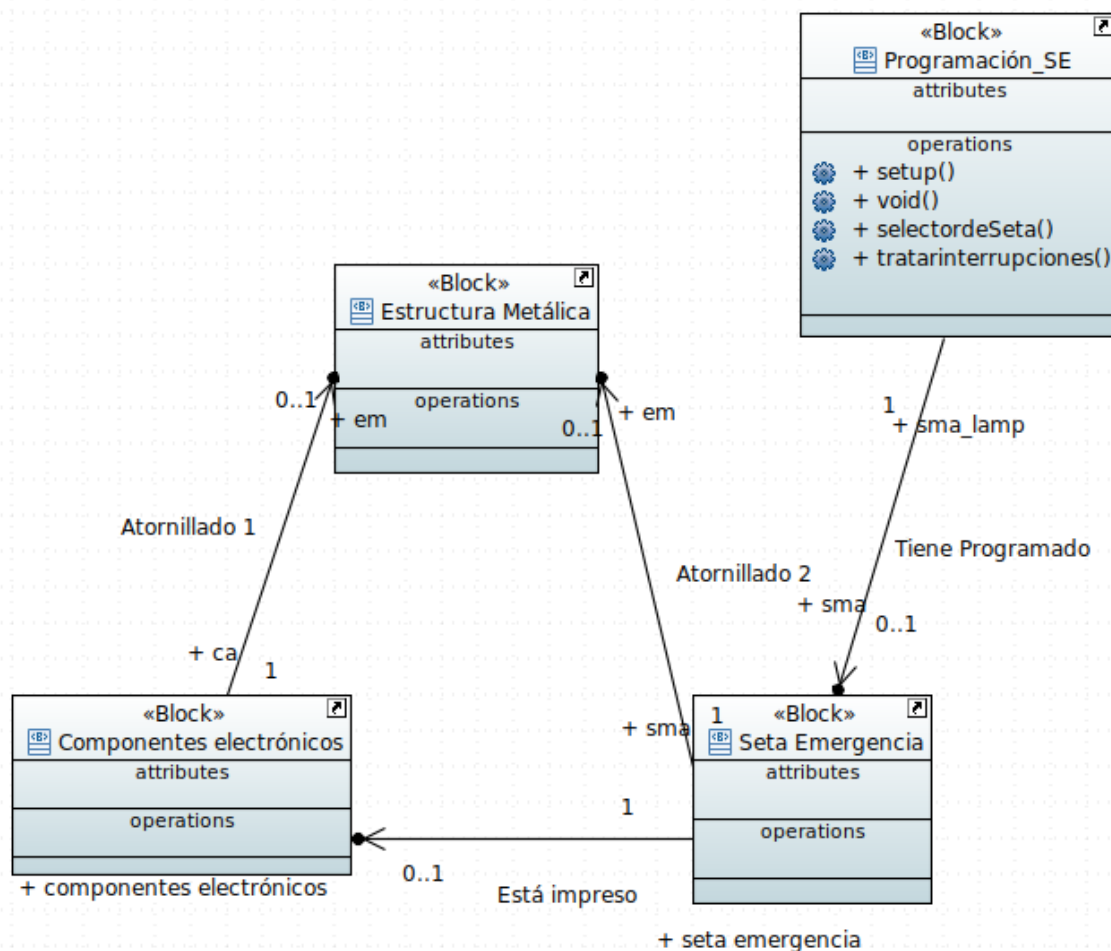 «Block»
Programación_SE
attributes
operations
+ setup()
+ void()
+ selectordeSeta()
+ tratarinterrupciones()
«Block»
Estructura Metálica
attributes
operations
0..1
+ em
0..1
+ em
1
+ sma_lamp
Atornillado 1
Tiene Programado
Atornillado 2
+ sma
0..1
+ ca
1
«Block»
Componentes electrónicos
attributes
operations
+ componentes electrónicos
+ sma
1
«Block»
Seta Emergencia
attributes
operations
1
0..1
Está impreso
+ seta emergencia